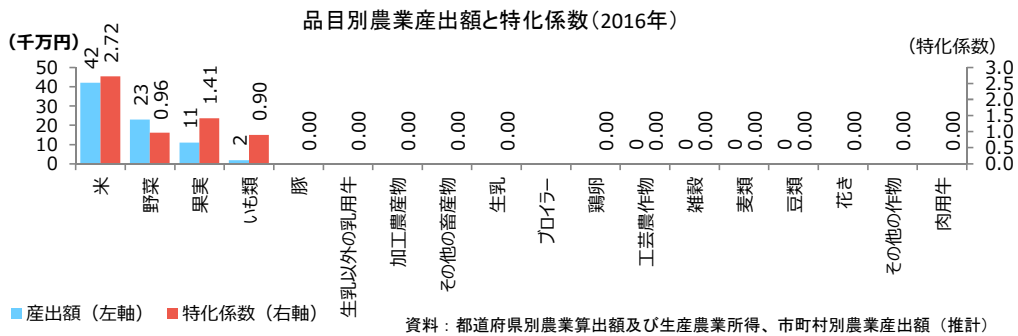 品目別農業産出額と特化係数（2016年）
（千万円）
（特化係数）
50
40
30
20
10
0
3.0
2.5
2.0
1.5
1.0
0.5
0.0
42 2.72
23 0.96
11 1.41
2 0.90
0.00
0.00
0.00
0.00
0.00
0.00
0 0.00
0 0.00
0 0.00
0 0.00
0.00
0.00
0.00
米
野菜
果実
いも類
豚
生乳以外の乳用牛
加工農産物
その他の畜産物
生乳
ブロイラー
鶏卵
工芸農作物
雑穀
麦類
豆類
花き
その他の作物
肉用牛
産出額（左軸） 特化係数（右軸）
資料：都道府県別農業算出額及び生産農業所得、市町村別農業産出額（推計）